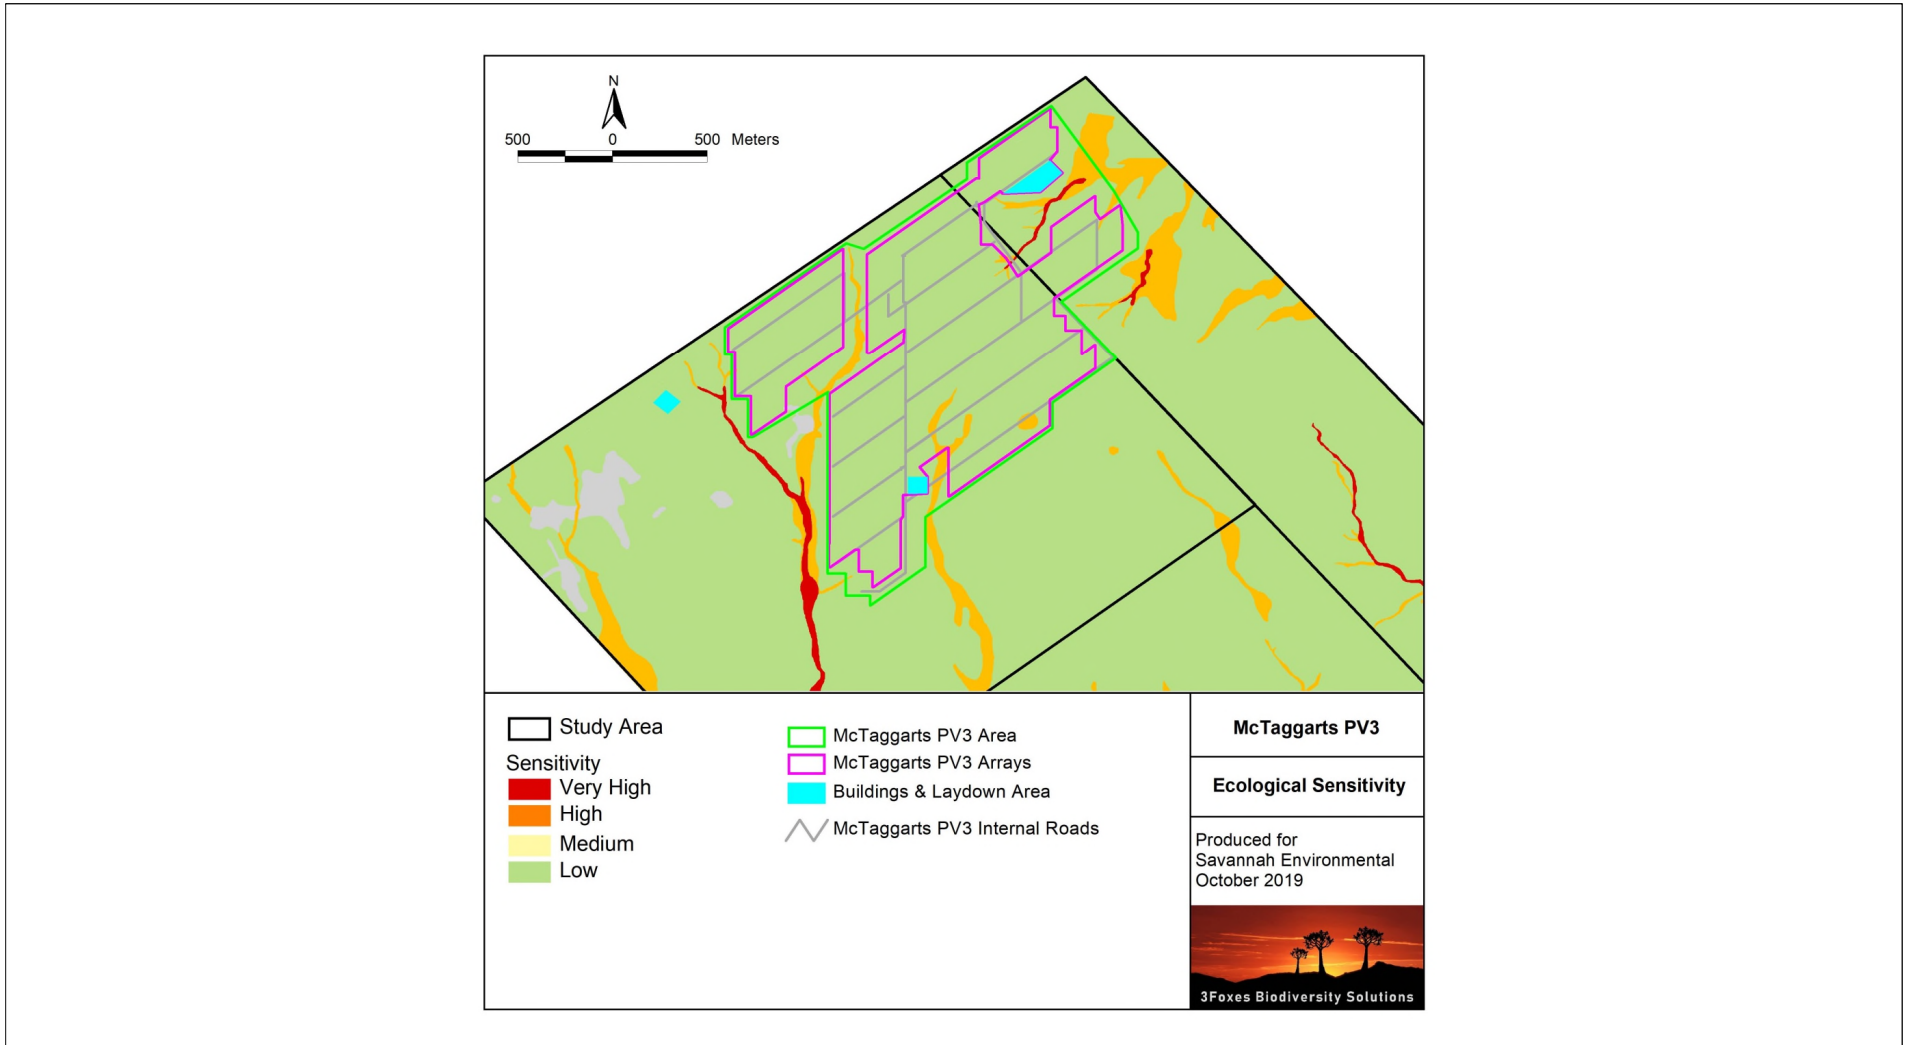 N
500 0 500 Meters
Study Area
Sensitivity
Very High
High
Medium
Low
McTaggarts PV3 Area
McTaggarts PV3 Arrays
Buildings & Laydown Area
McTaggarts PV3 Internal Roads
McTaggarts PV3
Ecological Sensitivity
Produced for
Savannah Environmental
October 2019
3Foxes Biodiversity Solutions